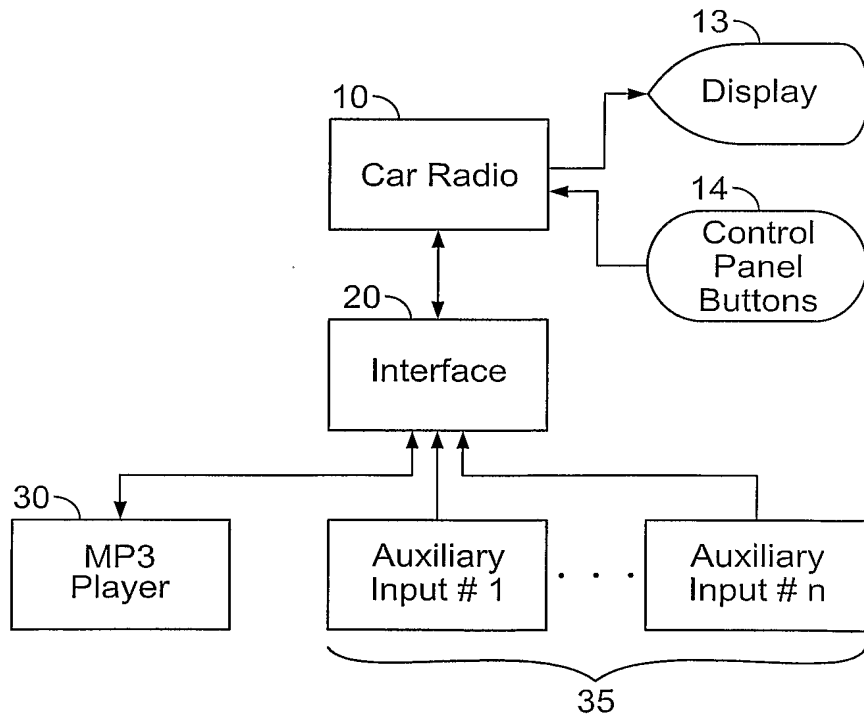 13
Display
10
Car Radio
14
Control
Panel
Buttons
20
Interface
30
MP3
Player
Auxiliary
Input # 1
. . .
Auxiliary
Input # n
35